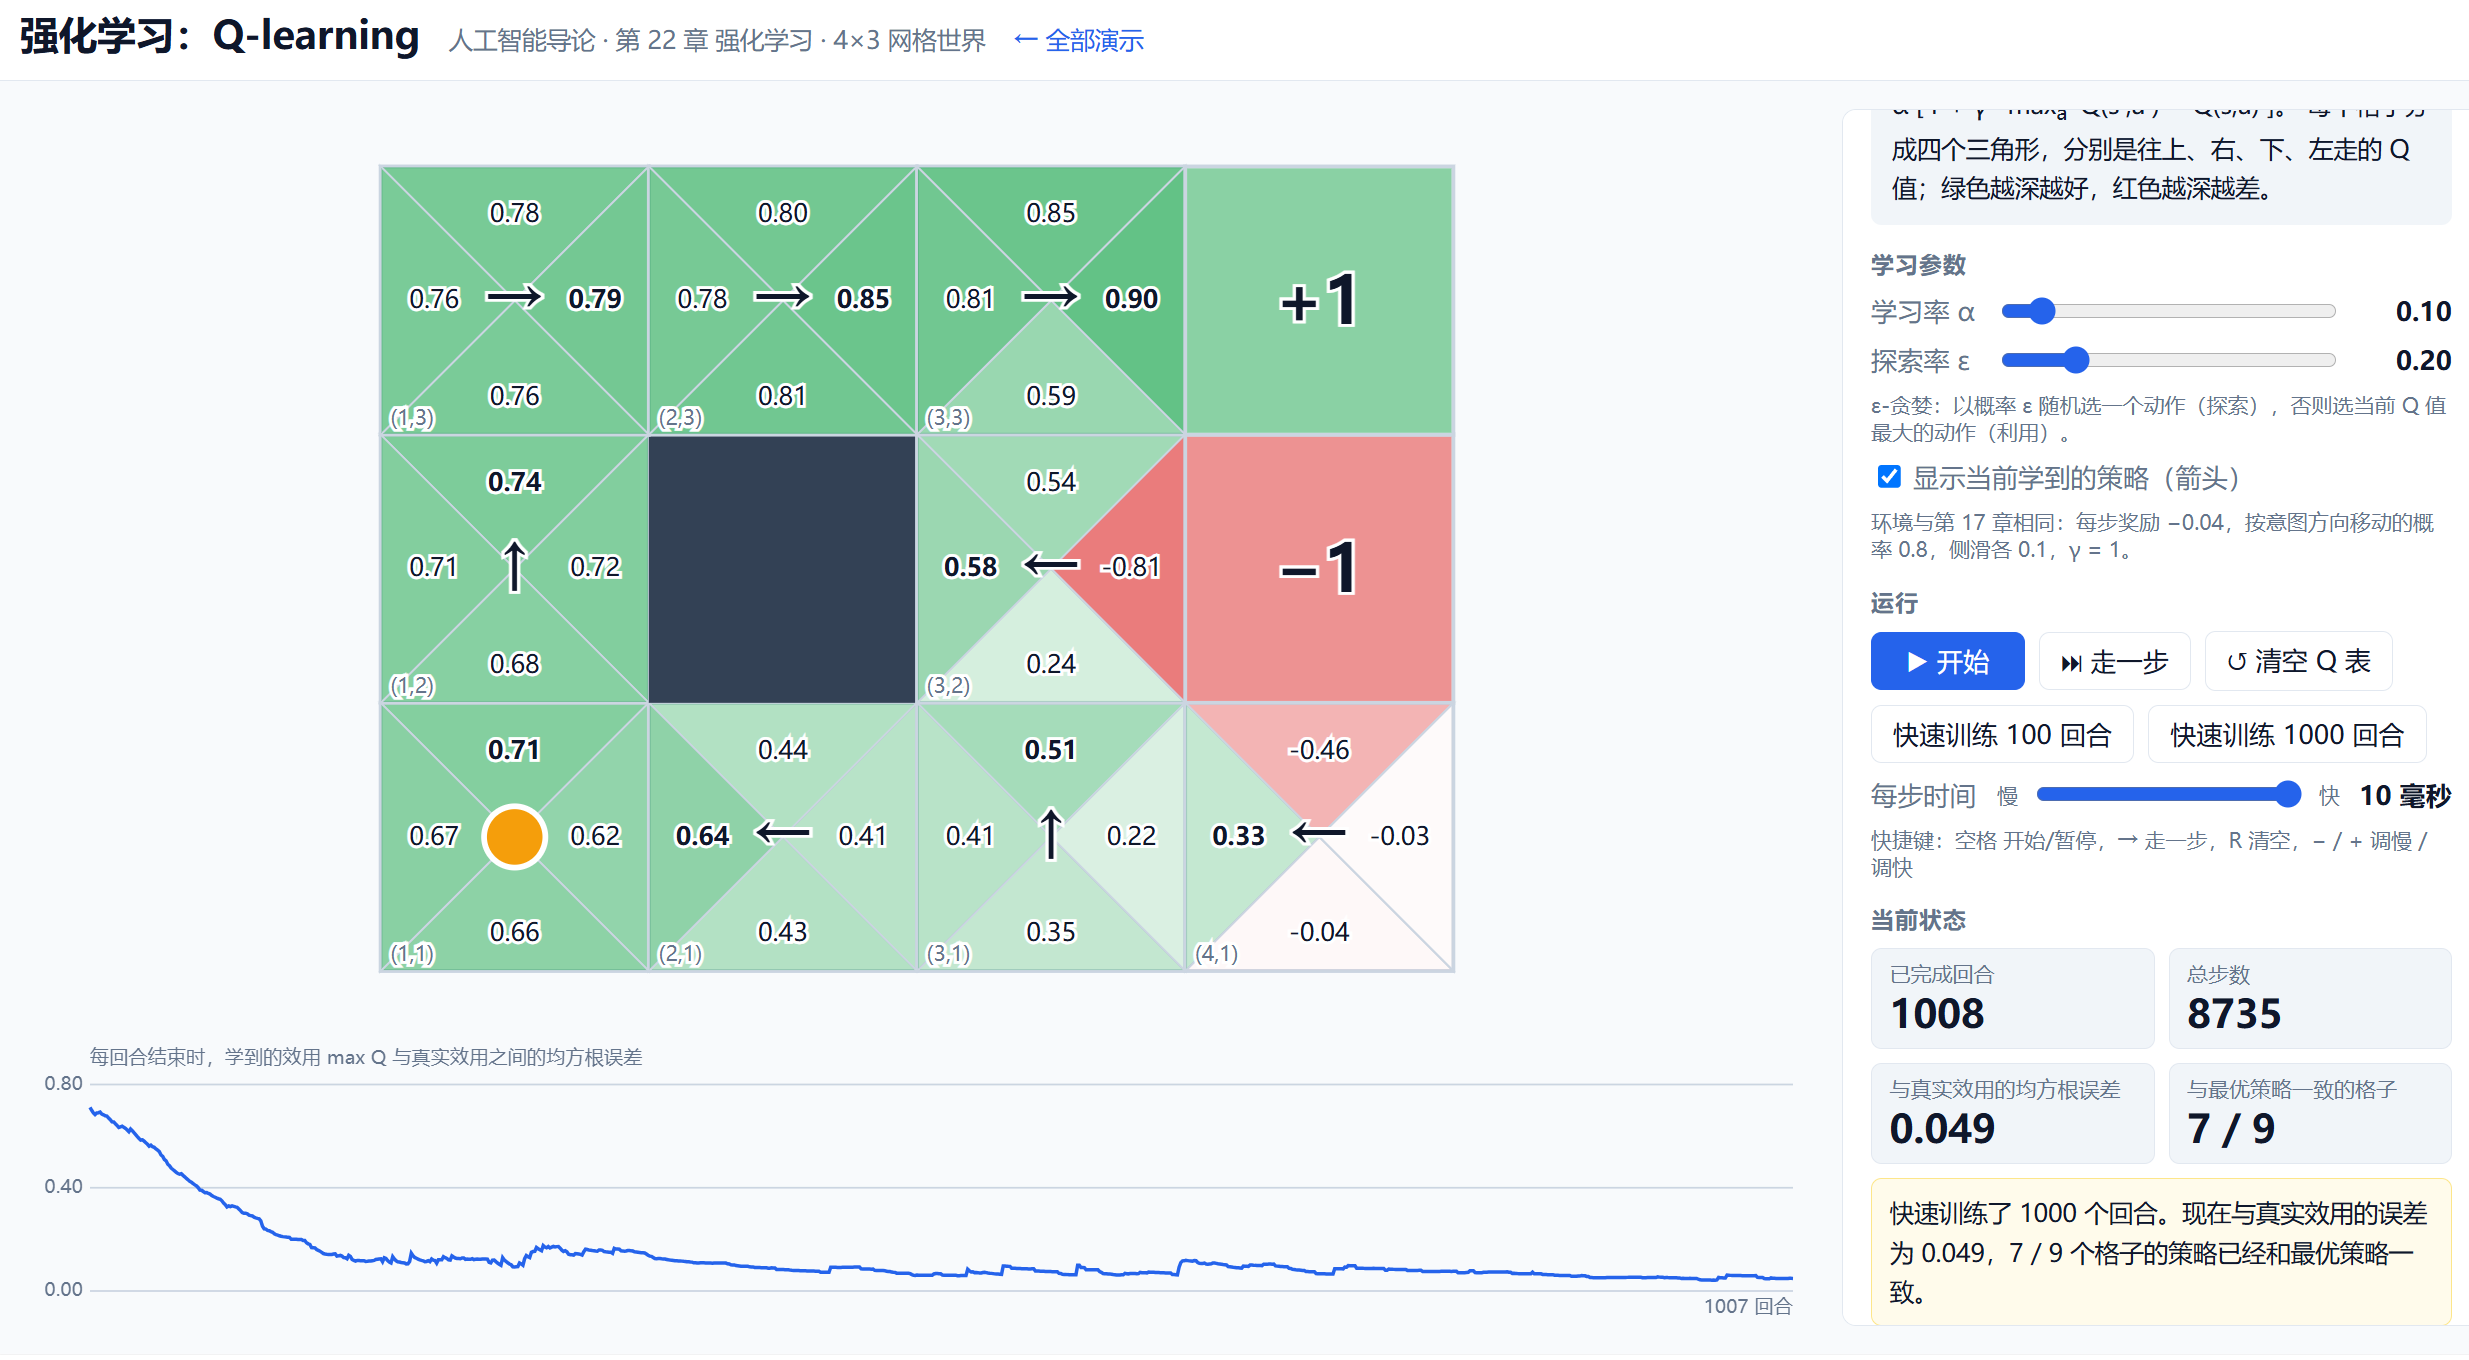 强化学习：Q-learning 人工智能导论 · 第 22 章 强化学习 · 4×3 网格世界 ← 全部演示
0.78 0.80 0.85
0.76 → 0.79 0.78 → 0.85 0.81 → 0.90 +1
0.76 0.81 0.59
(1,3) (2,3) (3,3)
0.74 0.54
0.71 ↑ 0.72 0.58 ← -0.81 −1
0.68 0.24
(1,2) (3,2)
0.71 0.44 0.51 -0.46
0.67 0.62 0.64 ← 0.41 0.41 ↑ 0.22 0.33 ← -0.03
0.66 0.43 0.35 -0.04
(1,1) (2,1) (3,1) (4,1)
每回合结束时，学到的效用 max Q 与真实效用之间的均方根误差
0.80
0.40
0.00
1007 回合
成四个三角形，分别是往上、右、下、左走的 Q
值；绿色越深越好，红色越深越差。
学习参数
学习率 α 0.10
探索率 ε 0.20
ε-贪婪：以概率 ε 随机选一个动作（探索），否则选当前 Q 值
最大的动作（利用）。
显示当前学到的策略（箭头）
环境与第 17 章相同：每步奖励 −0.04，按意图方向移动的概
率 0.8，侧滑各 0.1，γ = 1。
运行
▶ 开始 ⏭ 走一步 ↺ 清空 Q 表
快速训练 100 回合 快速训练 1000 回合
每步时间 慢 快 10 毫秒
快捷键：空格 开始/暂停，→ 走一步，R 清空，− / + 调慢 /
调快
当前状态
已完成回合 总步数
1008 8735
与真实效用的均方根误差 与最优策略一致的格子
0.049 7 / 9
快速训练了 1000 个回合。现在与真实效用的误差
为 0.049，7 / 9 个格子的策略已经和最优策略一
致。